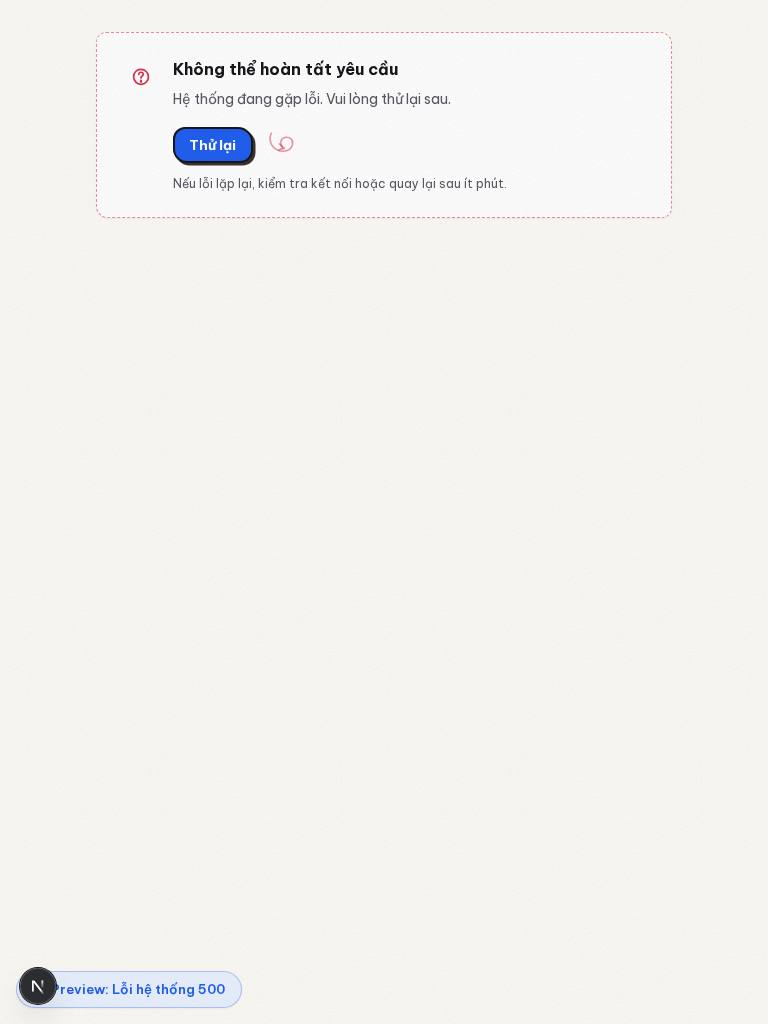 Không thể hoàn tất yêu cầu
Hệ thống đang gặp lỗi. Vui lòng thử lại sau.
Thử lại
Nếu lỗi lặp lại, kiểm tra kết nối hoặc quay lại sau ít phút.
N Preview: Lỗi hệ thống 500